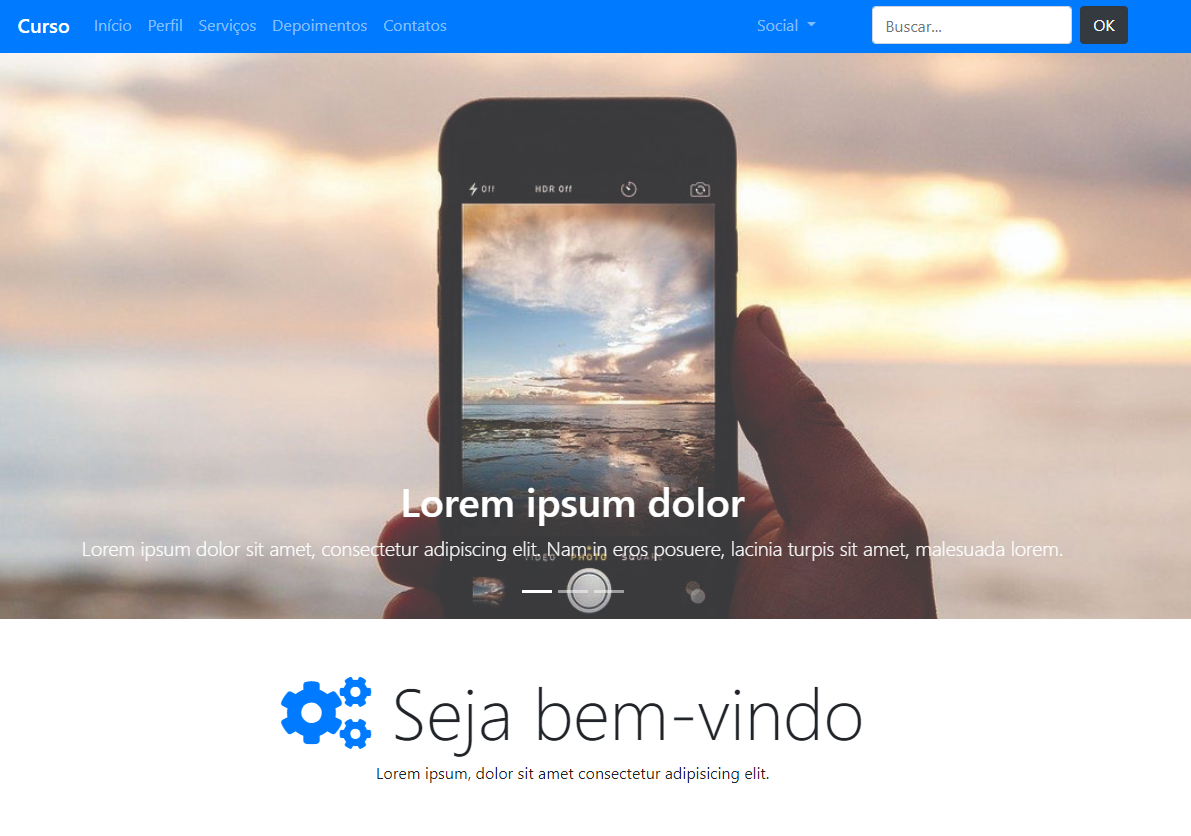 Curso Início Perfil Serviços Depoimentos Contatos Social Buscar... OK
Off HDR Off
Lorem ipsum dolor
Lorem ipsum dolor sit amet, consectetur adipiscing elit. Nam in eros posuere, lacinia turpis sit amet, malesuada lorem.
VIDEO PHOTO SQUARE
Seja bem-vindo
Lorem ipsum, dolor sit amet consectetur adipisicing elit.